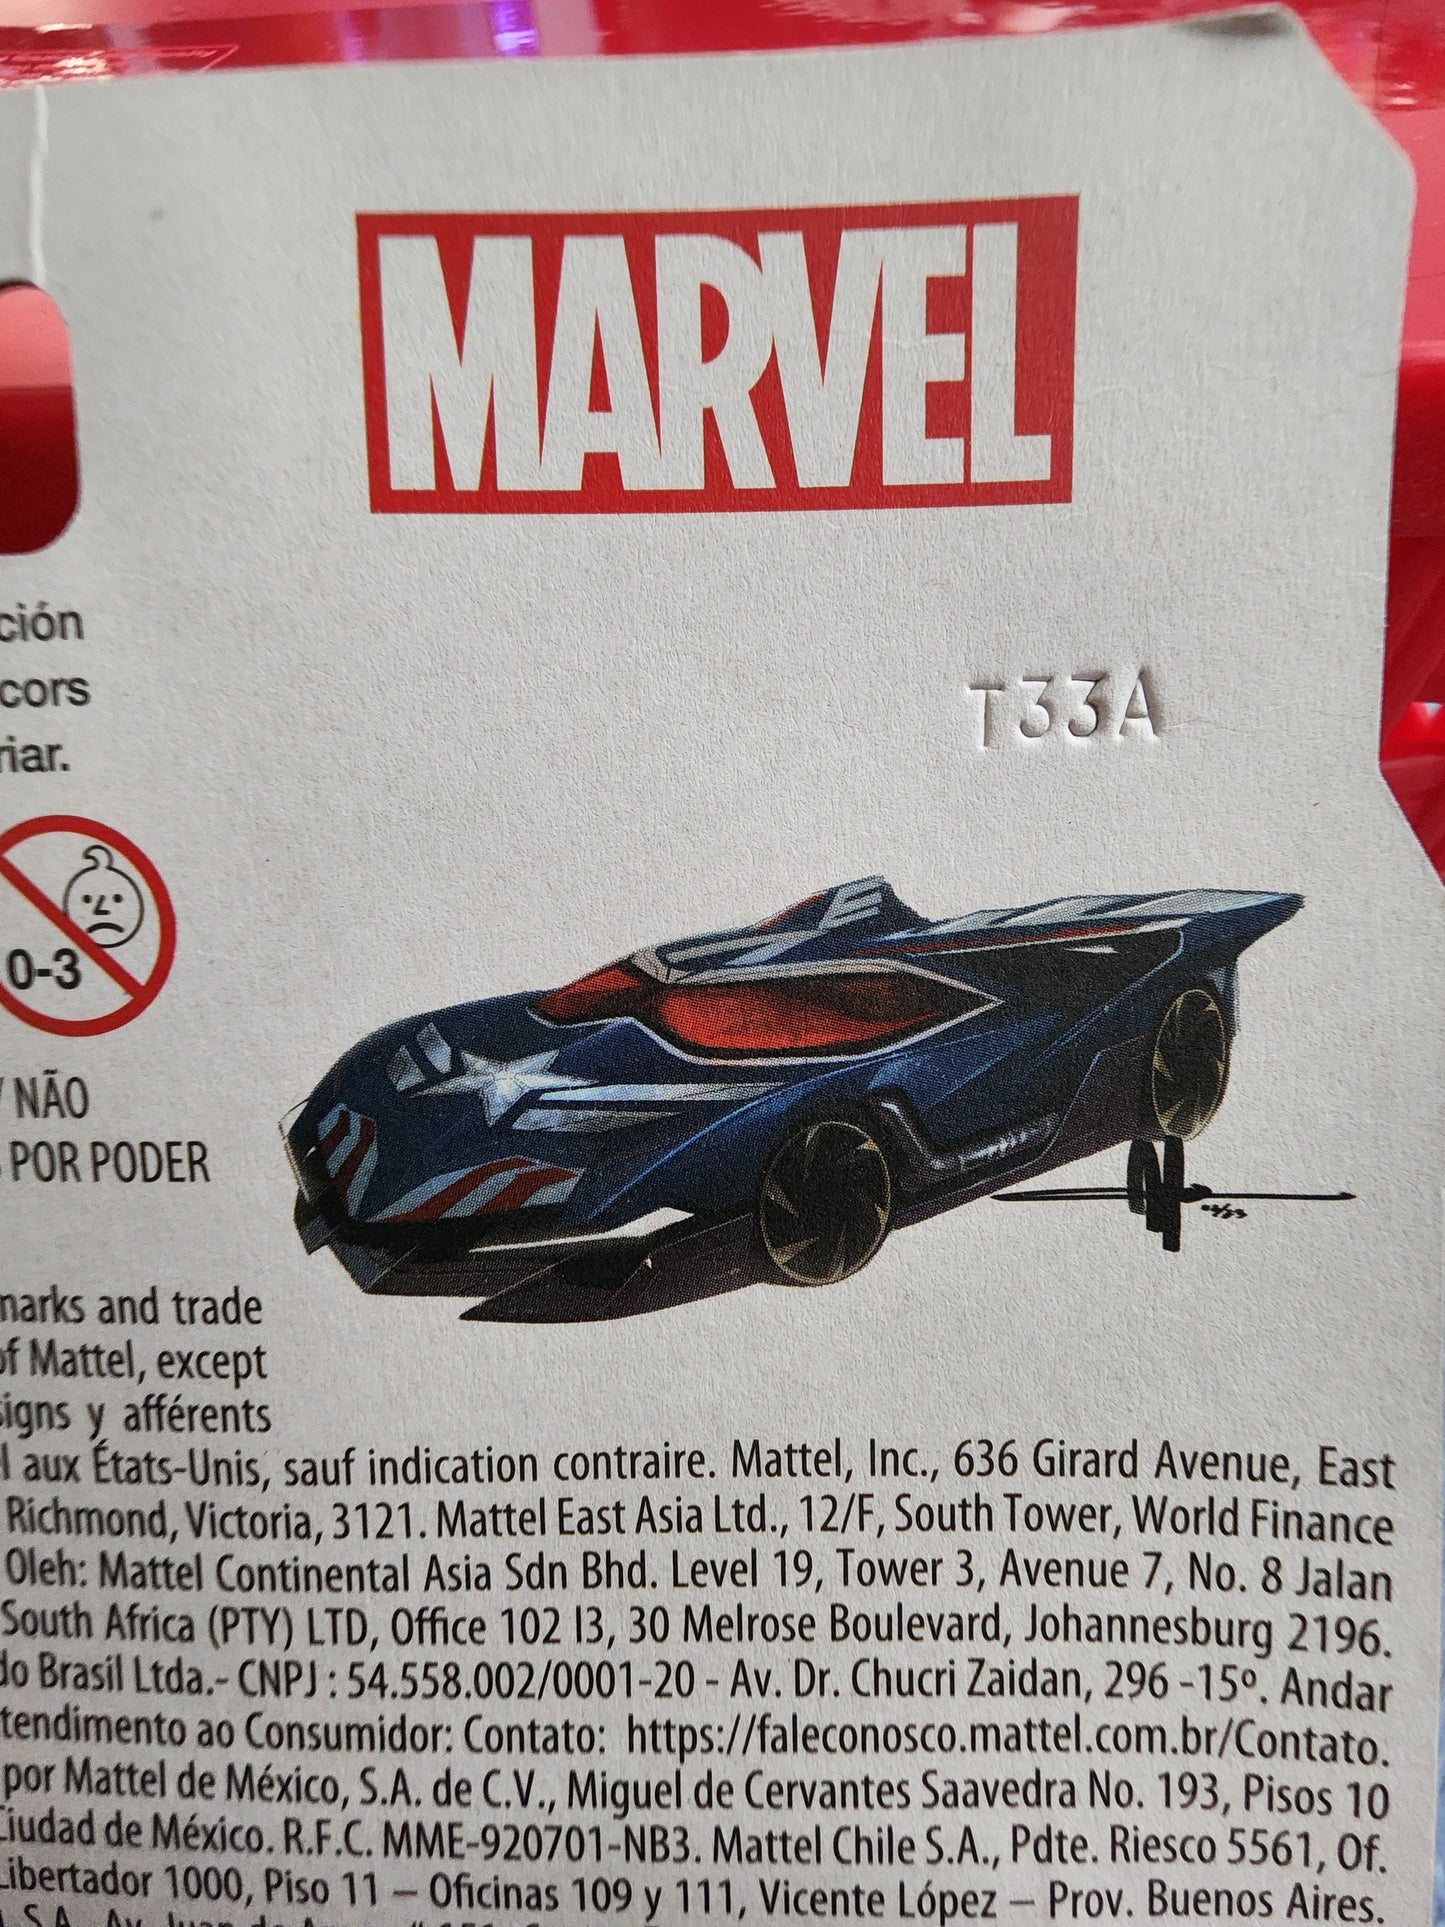 MARVEL
T33A
cors
0-3
NÃO
POR PODER
and trade
of Mattel, except
y afférents
aux États-Unis, sauf indication contraire. Mattel, Inc., 636 Girard Avenue, East
Richmond, Victoria, 3121. Mattel East Asia Ltd., 12/F, South Tower, World Finance
Oleh: Mattel Continental Asia Sdn Bhd. Level 19, Tower 3, Avenue 7, No. 8 Jalan
South Africa (PTY) LTD, Office 102 I3, 30 Melrose Boulevard, Johannesburg 2196.
do Brasil Ltda.- CNPJ : 54.558.002/0001-20 - Av. Dr. Chucri Zaidan, 296 -15º. Andar
tendimento ao Consumidor: Contato: https://faleconosco.mattel.com.br/Contato.
por Mattel de México, S.A. de C.V., Miguel de Cervantes Saavedra No. 193, Pisos 10
Ciudad de México. R.F.C. MME-920701-NB3. Mattel Chile S.A., Pdte. Riesco 5561, Of.
Libertador 1000, Piso 11 – Oficinas 109 y 111, Vicente López – Prov. Buenos Aires.